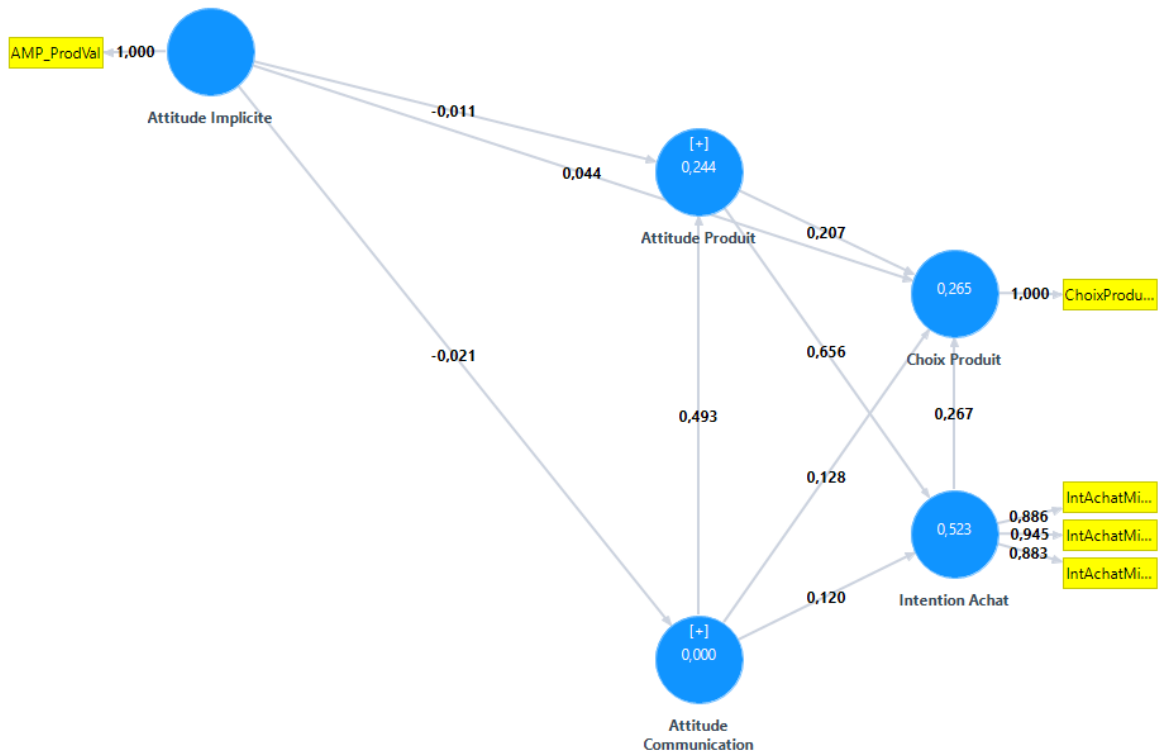 AMP_ProdVal
1,000
Attitude Implicite
-0,011
[+]
0,244
Attitude Produit
0,044
0,207
0,265
Choix Produit
1,000
ChoixProdu...
-0,021
0,656
0,493
0,267
0,128
0,523
Intention Achat
0,886
0,945
0,883
IntAchatMi...
IntAchatMi...
IntAchatMi...
0,120
[+]
0,000
Attitude
Communication